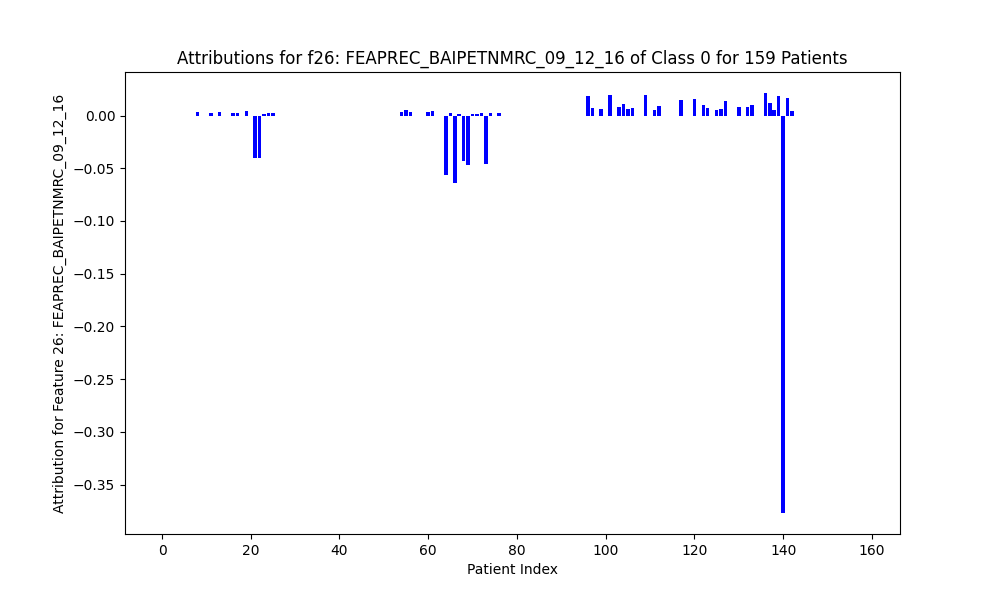 Attributions for f26: FEAPREC_BAIPETNMRC_09_12_16 of Class 0 for 159 Patients
Attribution for Feature 26: FEAPREC_BAIPETNMRC_09_12_16
0.00
−0.05
−0.10
−0.15
−0.20
−0.25
−0.30
−0.35
0 20 40 60 80 100 120 140 160
Patient Index